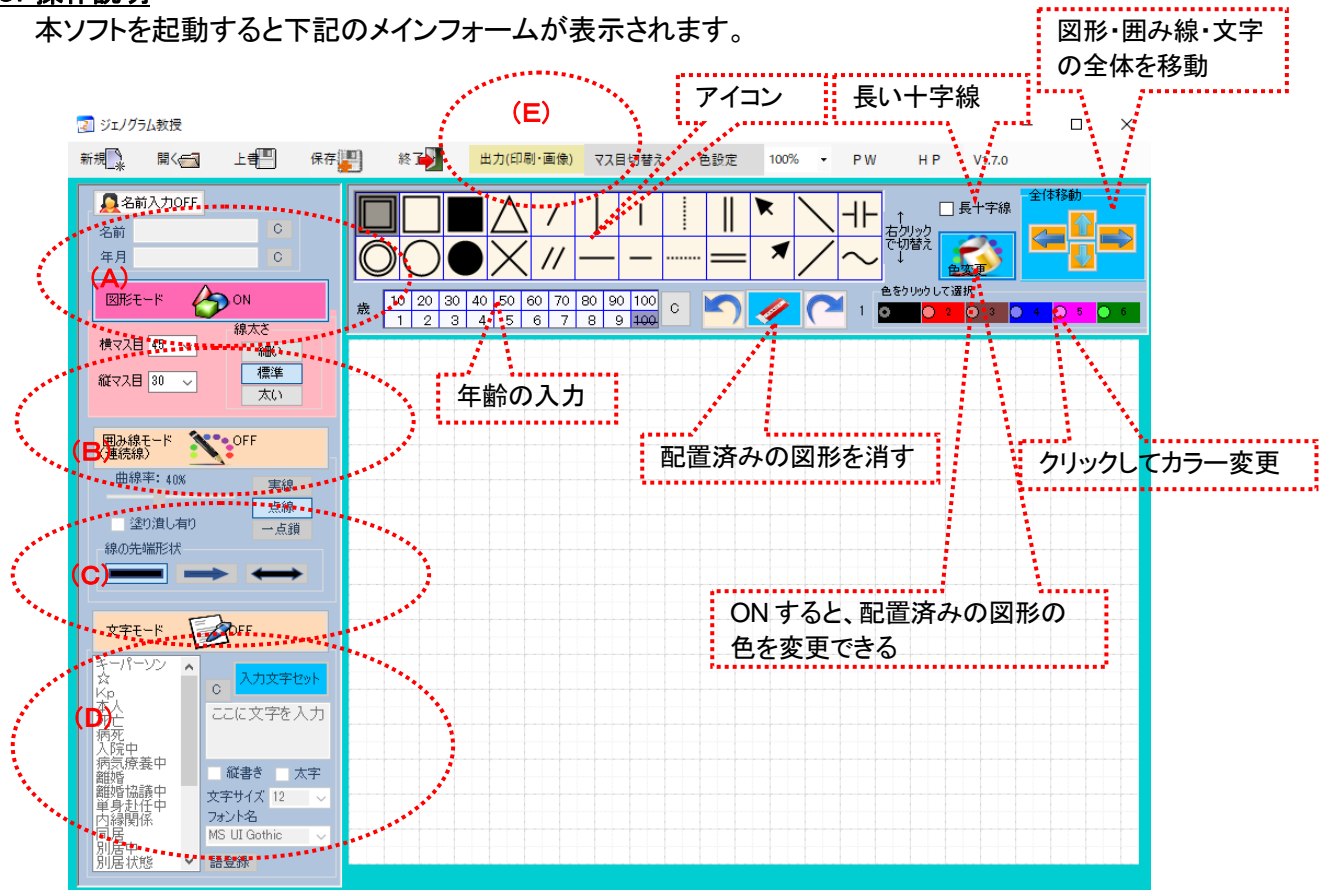 本ソフトを起動すると下記のメインフォームが表示されます。
図形・囲み線・文字
の全体を移動
アイコン
長い十字線
(E)
ジェノグラム教授
新規 開く 上書 保存 終了 出力(印刷・画像) マス目切替え 色設定 100% PW HP V1.7.0
名前入力OFF
名前 C
年月 C
(A)
図形モード ON
線太さ
横マス目
細い
縦マス目 30
標準
太い
右クリック
で切替え
長十字線
色変更
全体移動
歳 10 20 30 40 50 60 70 80 90 100 C
1 2 3 4 5 6 7 8 9 100
色をクリックして選択
1 2 3 4 5 6
年齢の入力
配置済みの図形を消す
クリックしてカラー変更
ON すると、配置済みの図形の
色を変更できる
(B)
囲み線モード OFF
(連続線)
曲線率: 40%
実線
点線
塗り潰し有り
一点鎖
線の先端形状
(C)
文字モード OFF
キーパーソン
☆
Kp
本人
死亡
病死
入院中
病気療養中
離婚
離婚協議中
単身赴任中
内縁関係
同居
別居中
別居状態
(D)
C 入力文字セット
ここに文字を入力
縦書き 太字
文字サイズ 12
フォント名
MS UI Gothic
語登録